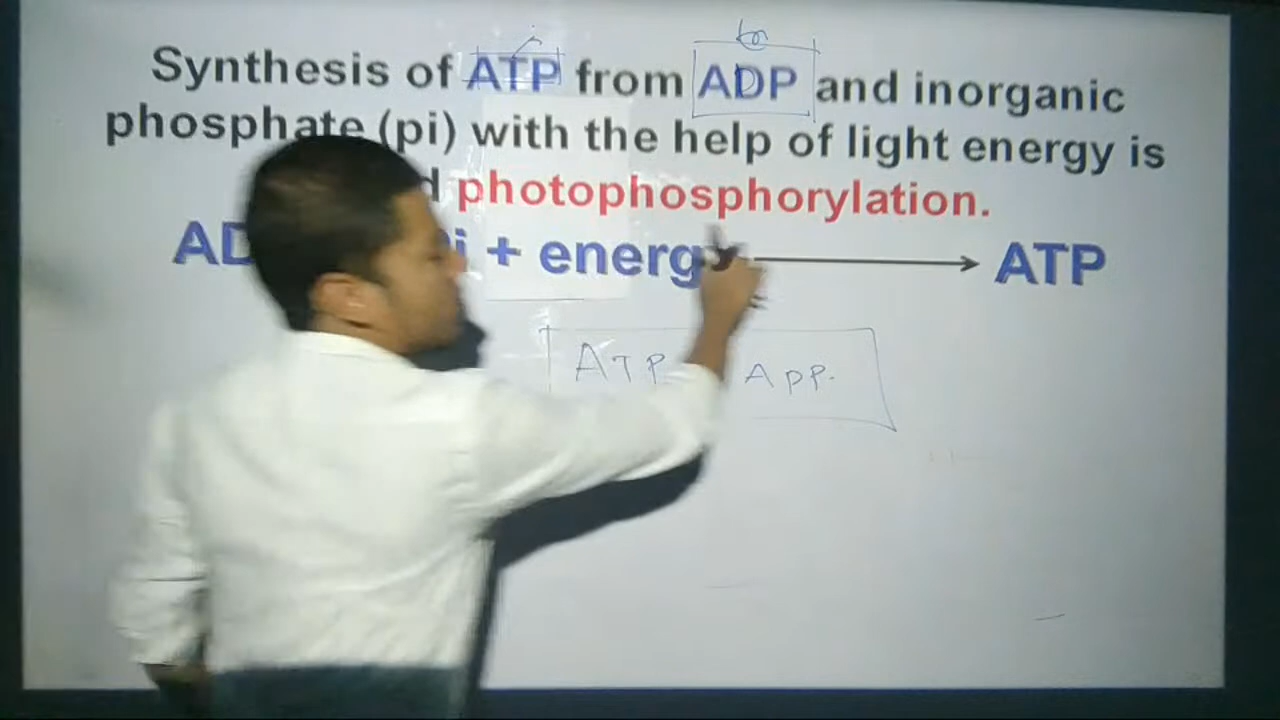 Synthesis of ATP from ADP and inorganic
phosphate (pi) with the help of light energy is
photophosphorylation.
+ energy ATP
ATP ADP.